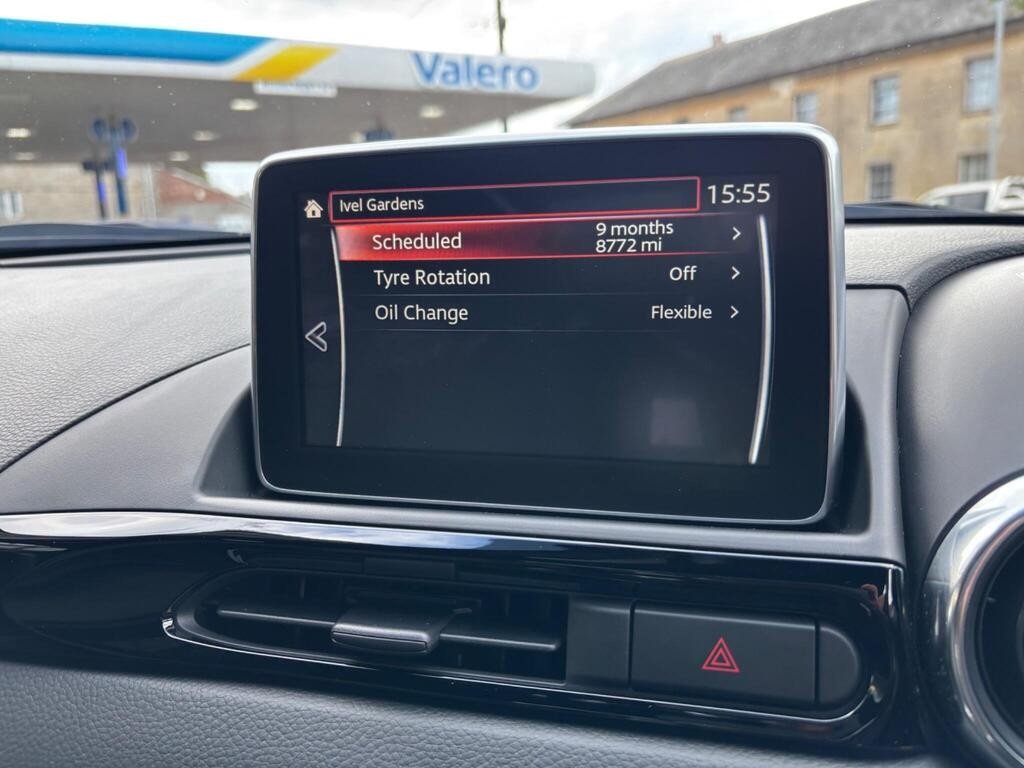 Valero
Ivel Gardens
15:55
Scheduled
9 months
8772 mi
Tyre Rotation
Off
Oil Change
Flexible